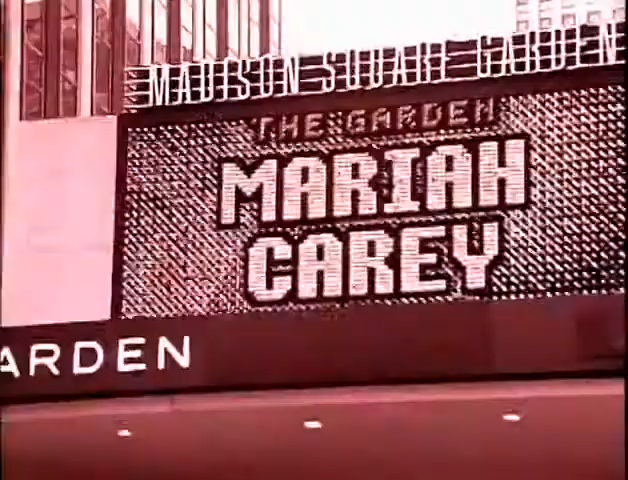 MADISON SQUARE GARDEN
THE GARDEN
MARIAH
CAREY
ARDEN